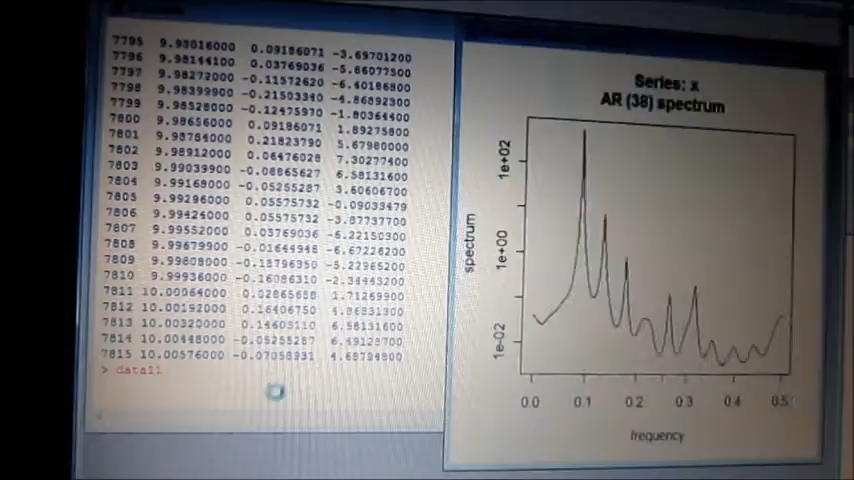 7795 9.93016000 0.09186071 -3.69701200
7796 9.98144100 0.03769036 -5.66077500
7797 9.98272000 -0.11572620 -6.40186800
7798 9.98399900 -0.21503340 -4.86892300
7799 9.98528000 -0.12475970 -1.80364400
7800 9.98656000 0.09186071 1.89275800
7801 9.98784000 0.21823790 5.67980000
7802 9.98912000 0.06476028 7.30277400
7803 9.99039900 -0.08865627 6.58131600
7804 9.99168000 -0.05255287 3.60606700
7805 9.99296000 0.05575732 -0.09033479
7806 9.99424000 0.05575732 -3.87737700
7807 9.99552000 0.03769036 -6.22150300
7808 9.99679900 -0.01644948 -6.67226200
7809 9.99808000 -0.18796350 -5.22965200
7810 9.99936000 -0.16086310 -2.34443200
7811 10.00064000 0.02865688 1.71269900
7812 10.00192000 0.16406750 4.86831900
7813 10.00320000 0.14603110 6.58131600
7814 10.00448000 -0.05255287 6.49128700
7815 10.00576000 -0.07058931 4.68794800
> data11
Series: x
AR (38) spectrum
spectrum
1e+02
1e+00
1e-02
0.0 0.1 0.2 0.3 0.4 0.5
frequency